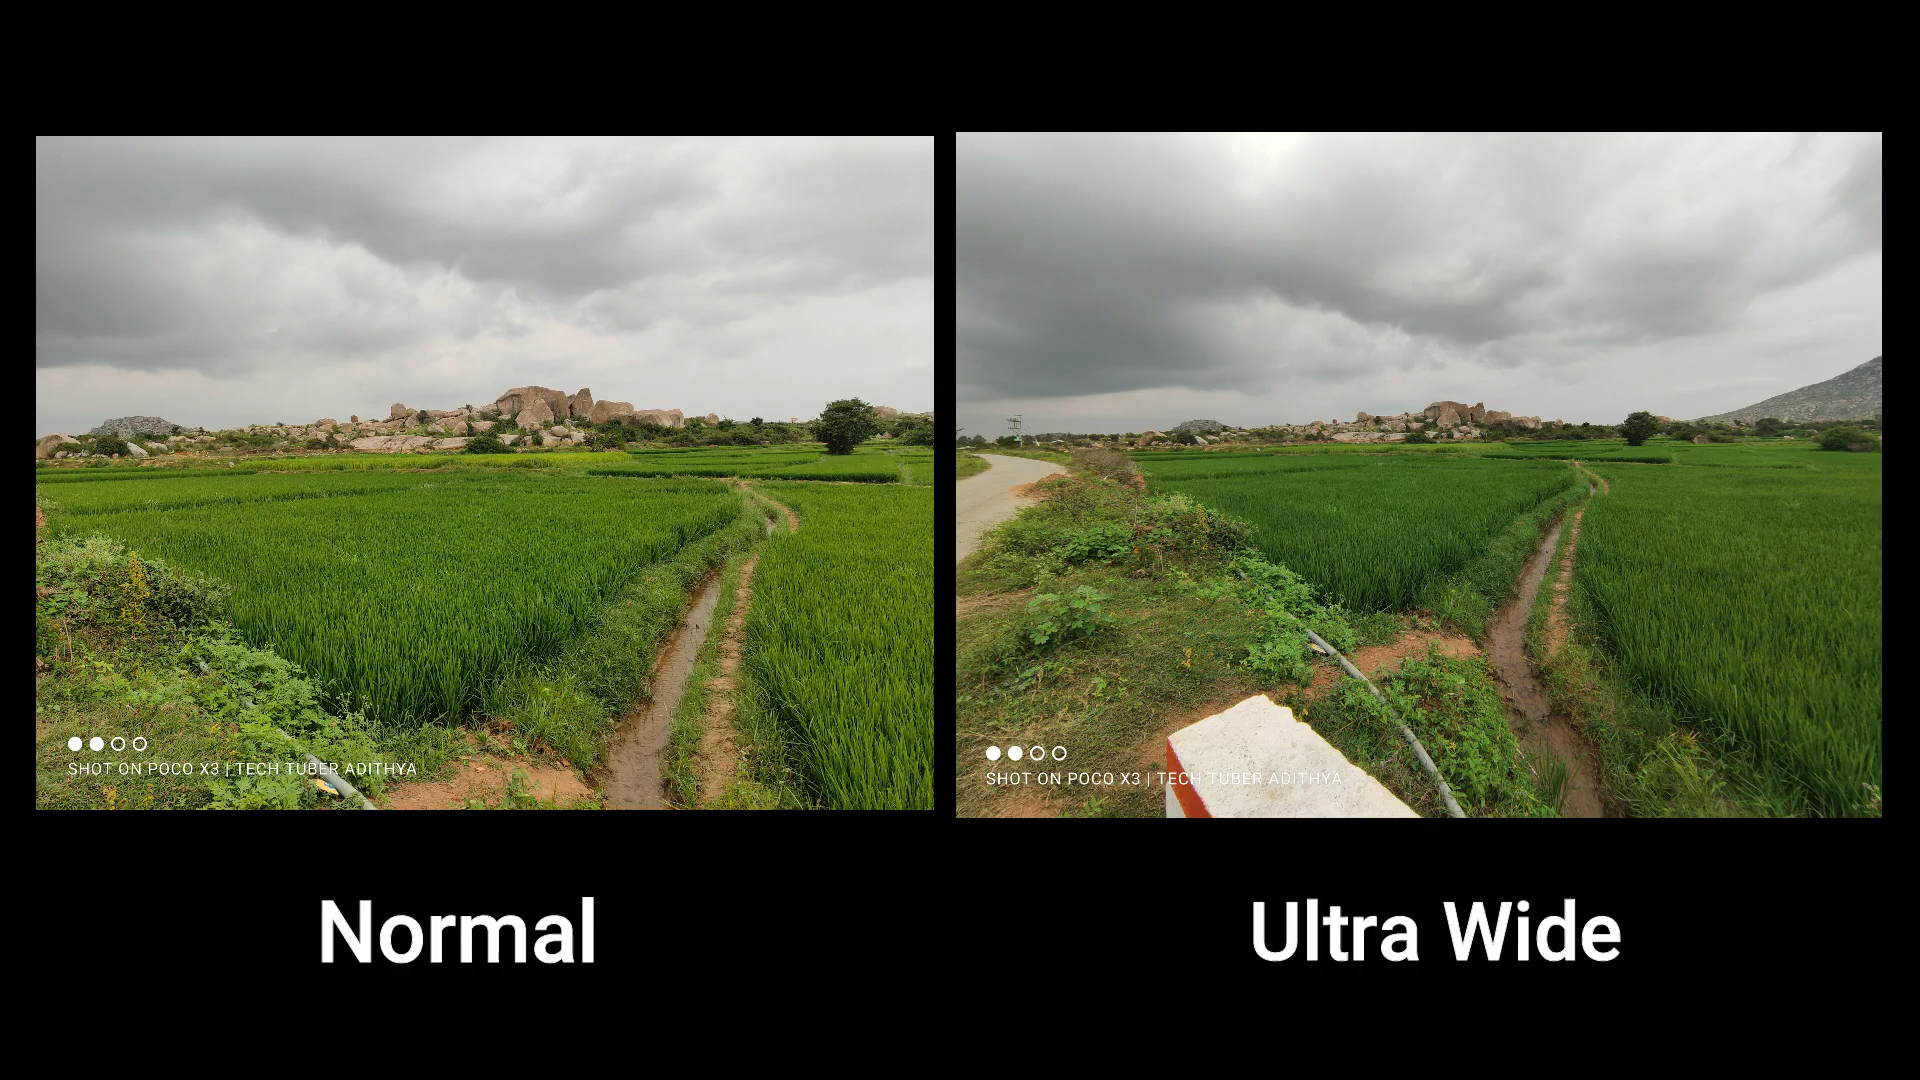 SHOT ON POCO X3 | TECH TUBER ADITHYA
SHOT ON POCO X3 | TECH TUBER ADITHYA
Normal
Ultra Wide